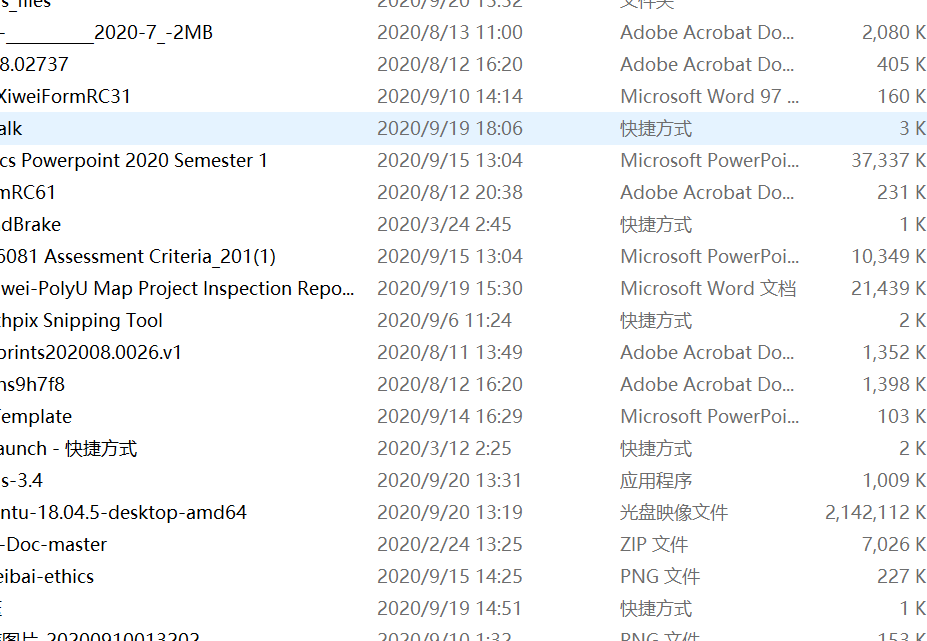 s_files 2020/9/20 13:32 文件夹
-__________2020-7_-2MB 2020/8/13 11:00 Adobe Acrobat Do... 2,080 K
8.02737 2020/8/12 16:20 Adobe Acrobat Do... 405 K
XiweiFormRC31 2020/9/10 14:14 Microsoft Word 97 ... 160 K
alk 2020/9/19 18:06 快捷方式 3 K
cs Powerpoint 2020 Semester 1 2020/9/15 13:04 Microsoft PowerPoi... 37,337 K
mRC61 2020/8/12 20:38 Adobe Acrobat Do... 231 K
dBrake 2020/3/24 2:45 快捷方式 1 K
6081 Assessment Criteria_201(1) 2020/9/15 13:04 Microsoft PowerPoi... 10,349 K
wei-PolyU Map Project Inspection Repo... 2020/9/19 15:30 Microsoft Word 文档 21,439 K
thpix Snipping Tool 2020/9/6 11:24 快捷方式 2 K
prints202008.0026.v1 2020/8/11 13:49 Adobe Acrobat Do... 1,352 K
ns9h7f8 2020/8/12 16:20 Adobe Acrobat Do... 1,398 K
Template 2020/9/14 16:29 Microsoft PowerPoi... 103 K
aunch - 快捷方式 2020/3/12 2:25 快捷方式 2 K
s-3.4 2020/9/20 13:31 应用程序 1,009 K
ntu-18.04.5-desktop-amd64 2020/9/20 13:19 光盘映像文件 2,142,112 K
-Doc-master 2020/2/24 13:25 ZIP 文件 7,026 K
eibai-ethics 2020/9/15 14:25 PNG 文件 227 K
2020/9/19 14:51 快捷方式 1 K
图片_20200910013202 2020/9/10 1:32 PNG 文件 153 K